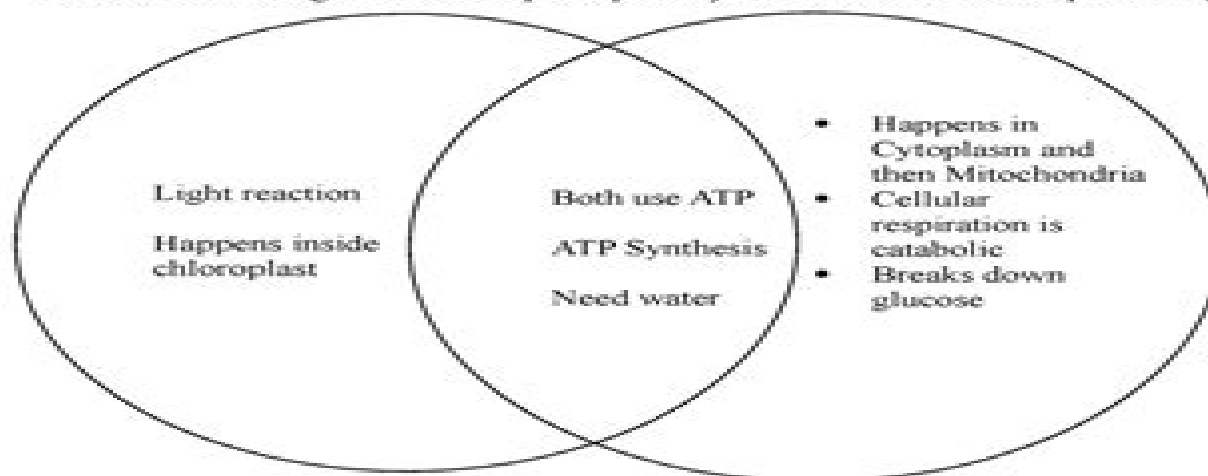 Light reaction
Happens inside
chloroplast
Both use ATP
ATP Synthesis
Need water
• Happens in
Cytoplasm and
then Mitochondria
• Cellular
respiration is
catabolic
• Breaks down
glucose